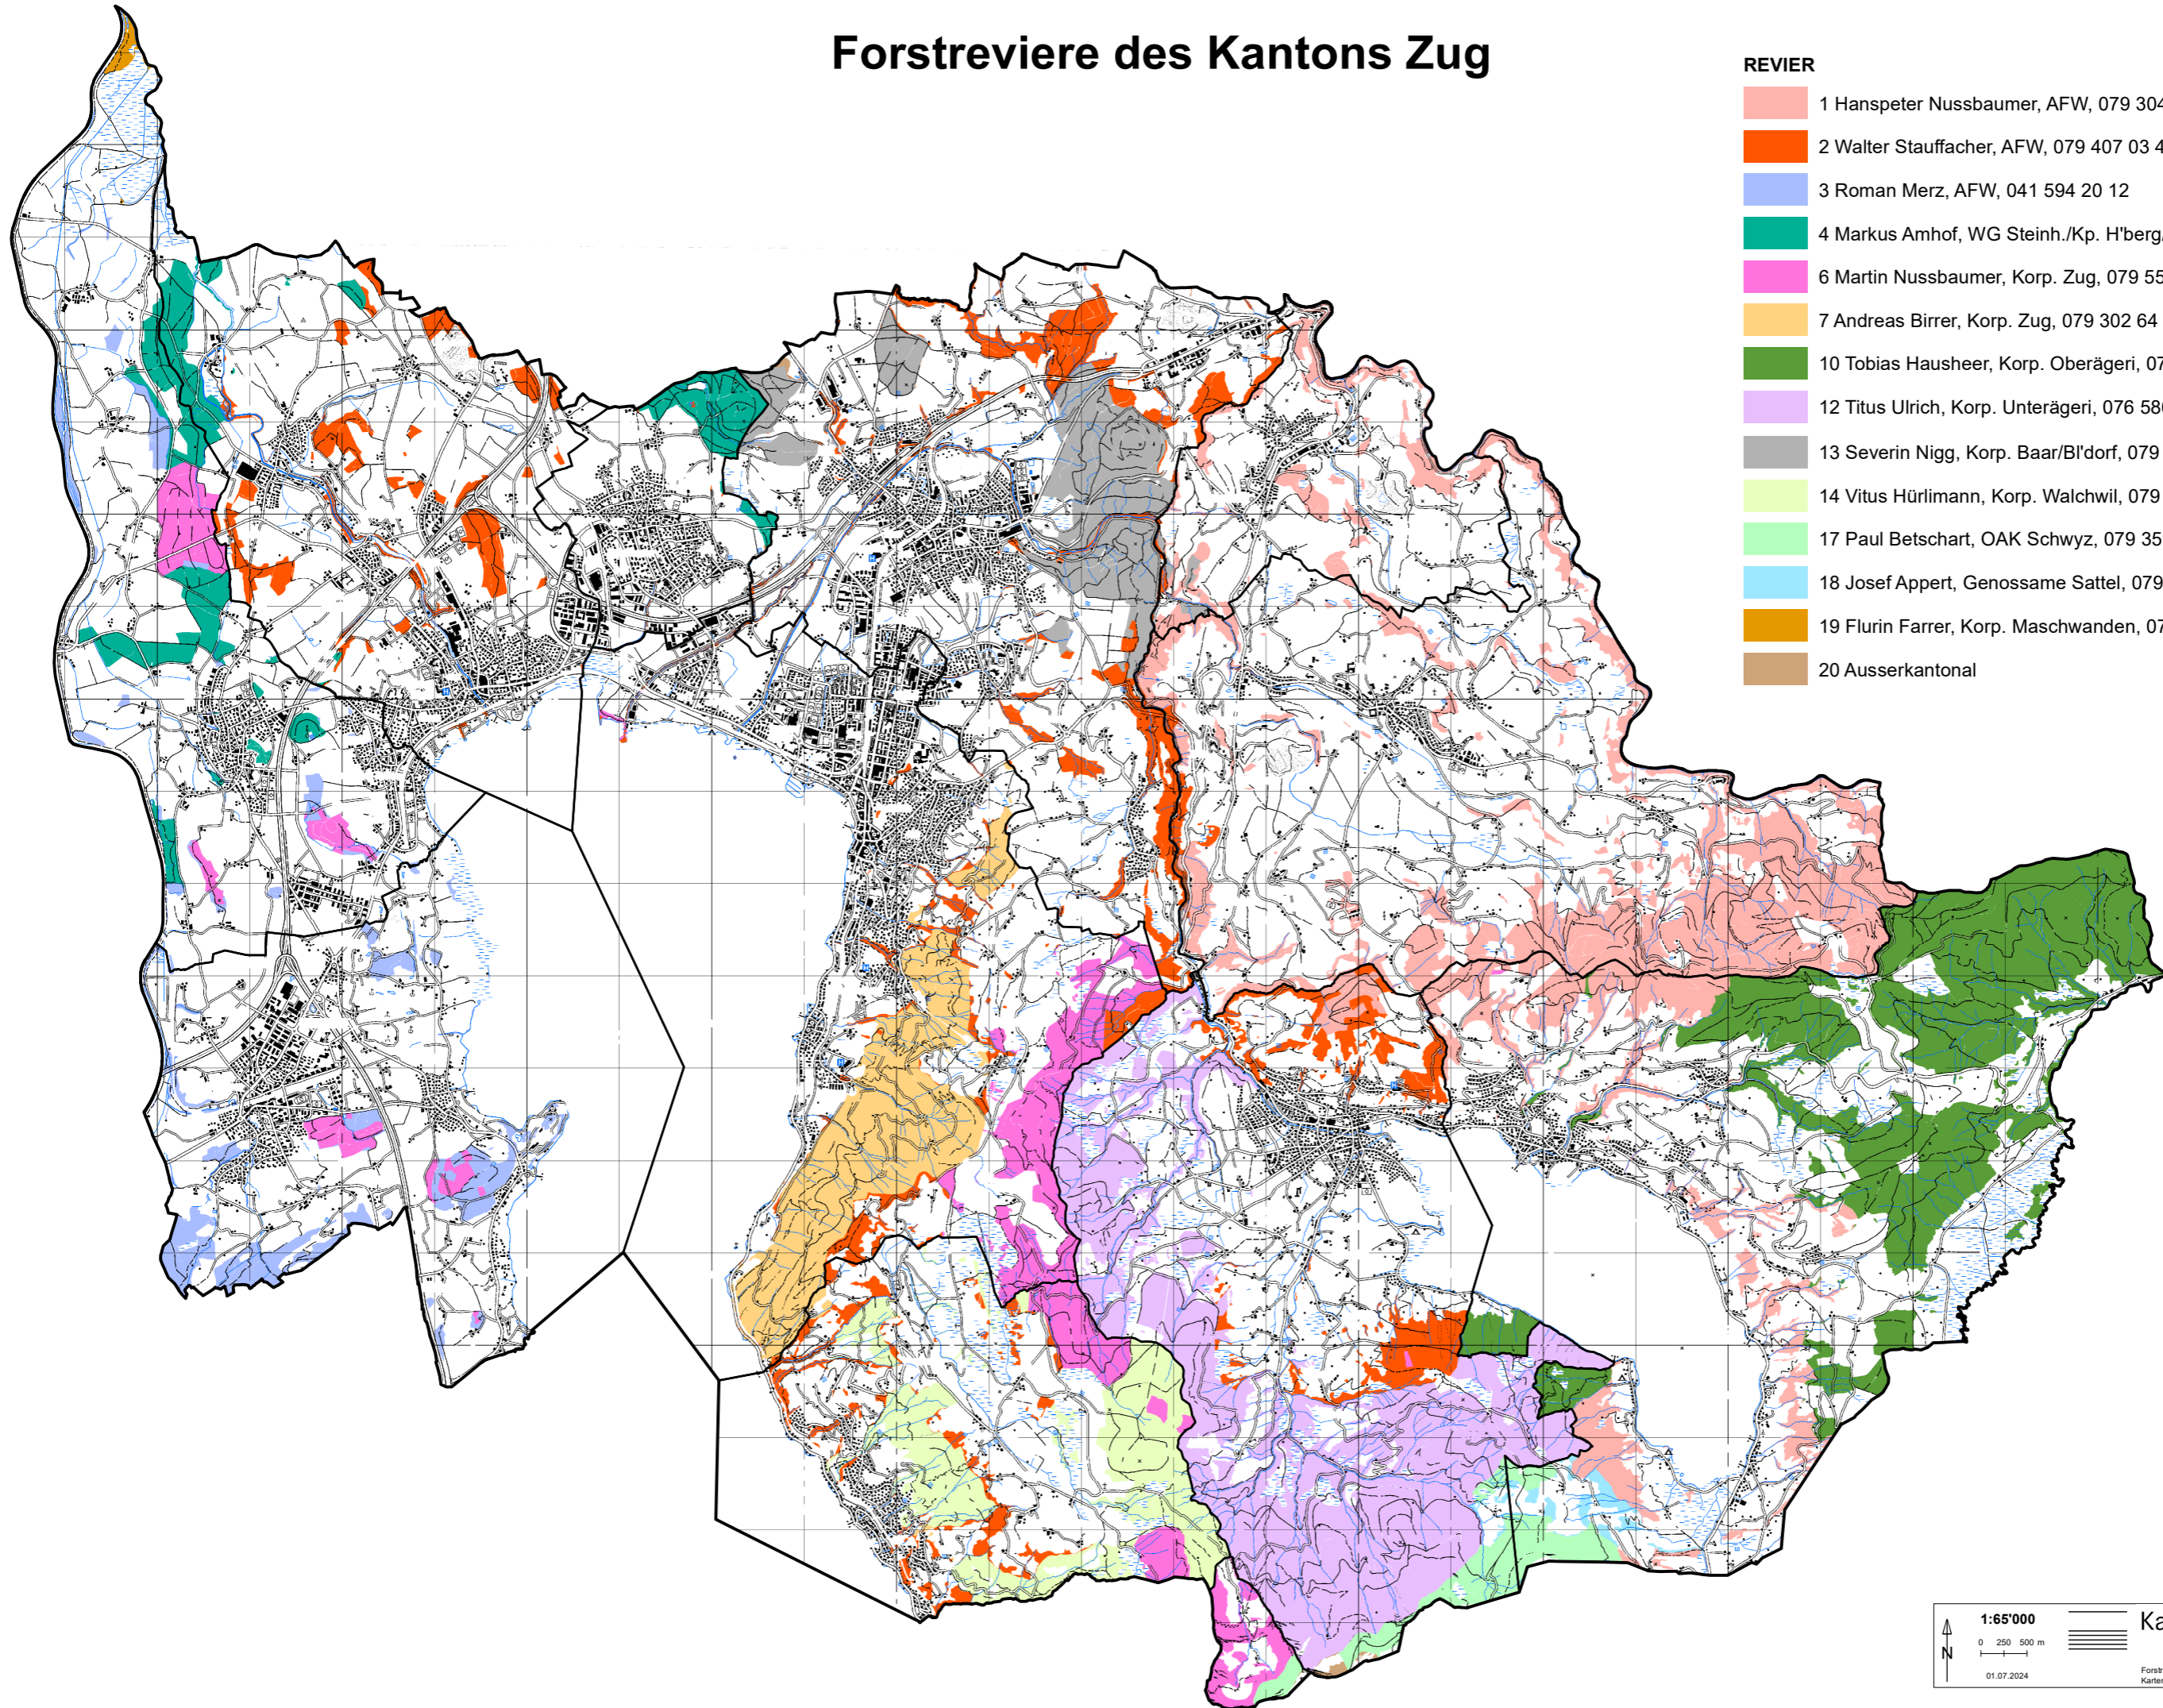 Forstreviere des Kantons Zug
REVIER
1 Hanspeter Nussbaumer, AFW, 079 304
2 Walter Stauffacher, AFW, 079 407 03 4
3 Roman Merz, AFW, 041 594 20 12
4 Markus Amhof, WG Steinh./Kp. H'berg/
6 Martin Nussbaumer, Korp. Zug, 079 55
7 Andreas Birrer, Korp. Zug, 079 302 64
10 Tobias Hausheer, Korp. Oberägeri, 07
12 Titus Ulrich, Korp. Unterägeri, 076 580
13 Severin Nigg, Korp. Baar/Bl'dorf, 079
14 Vitus Hürlimann, Korp. Walchwil, 079
17 Paul Betschart, OAK Schwyz, 079 35
18 Josef Appert, Genossame Sattel, 079
19 Flurin Farrer, Korp. Maschwanden, 07
20 Ausserkantonal
1:65'000
0 250 500 m
N
01.07.2024
Ka
Forstr
Karten